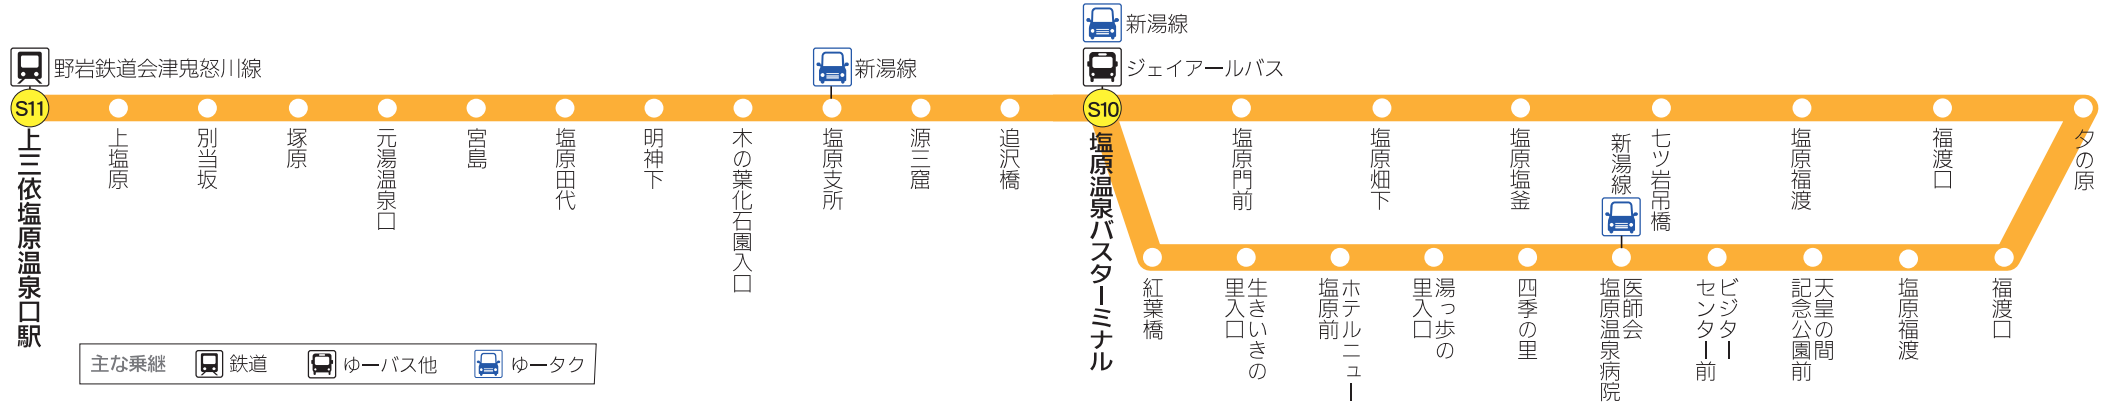 新湯線
野岩鉄道会津鬼怒川線
新湯線
ジェイアールバス
S11
S10
上三依塩原温泉口駅
上塩原
別当坂
塚原
元湯温泉口
宮島
塩原田代
明神下
木の葉化石園入口
塩原支所
源三窟
追沢橋
塩原温泉バスターミナル
塩原門前
塩原畑下
塩原塩釜
新湯線
七ツ岩吊橋
塩原福渡
福渡口
夕の原
紅葉橋
生きいきの
里入口
ホテルニュー
塩原前
湯っ歩の
里入口
四季の里
医師会
塩原温泉病院
ビジター
センター前
天皇の間
記念公園前
塩原福渡
福渡口
主な乗継
鉄道
ゆーバス他
ゆータク